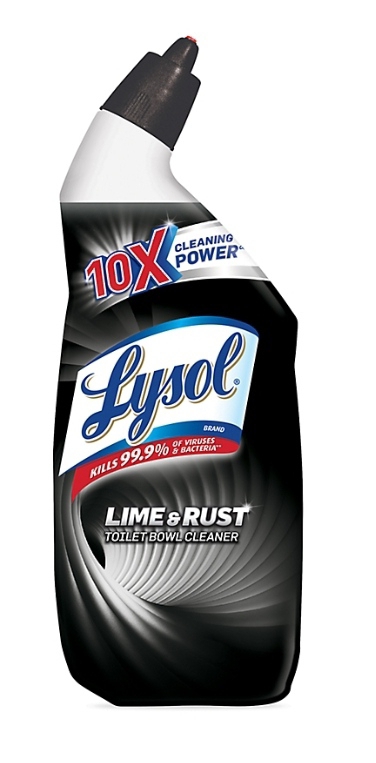 10X CLEANING
POWER
Lysol®
BRAND
KILLS 99.9% OF VIRUSES
& BACTERIA**
LIME & RUST
TOILET BOWL CLEANER